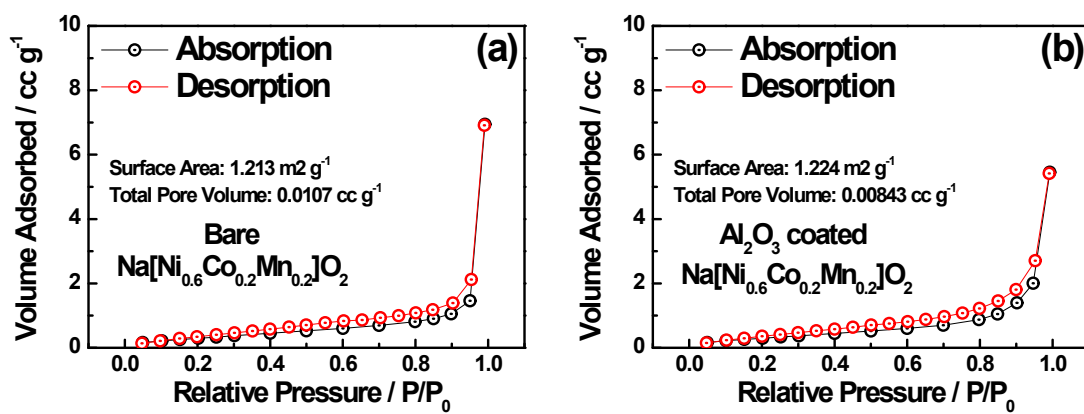 (a)
Absorption
Desorption
Surface Area: 1.213 m2 g⁻¹
Total Pore Volume: 0.0107 cc g⁻¹
Bare
Na[Ni₀.₆Co₀.₂Mn₀.₂]O₂
Volume Adsorbed / cc g⁻¹
10
8
6
4
2
0
0.0 0.2 0.4 0.6 0.8 1.0
Relative Pressure / P/P₀
(b)
Absorption
Desorption
Surface Area: 1.224 m2 g⁻¹
Total Pore Volume: 0.00843 cc g⁻¹
Al₂O₃ coated
Na[Ni₀.₆Co₀.₂Mn₀.₂]O₂
Volume Adsorbed / cc g⁻¹
10
8
6
4
2
0
0.0 0.2 0.4 0.6 0.8 1.0
Relative Pressure / P/P₀